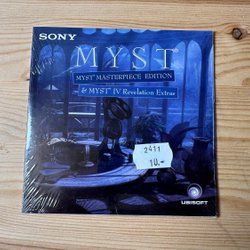 SONY
MYST
MYST MASTERPIECE EDITION
& MYST IV Revelation Extras
2411
10.-
UBISOFT